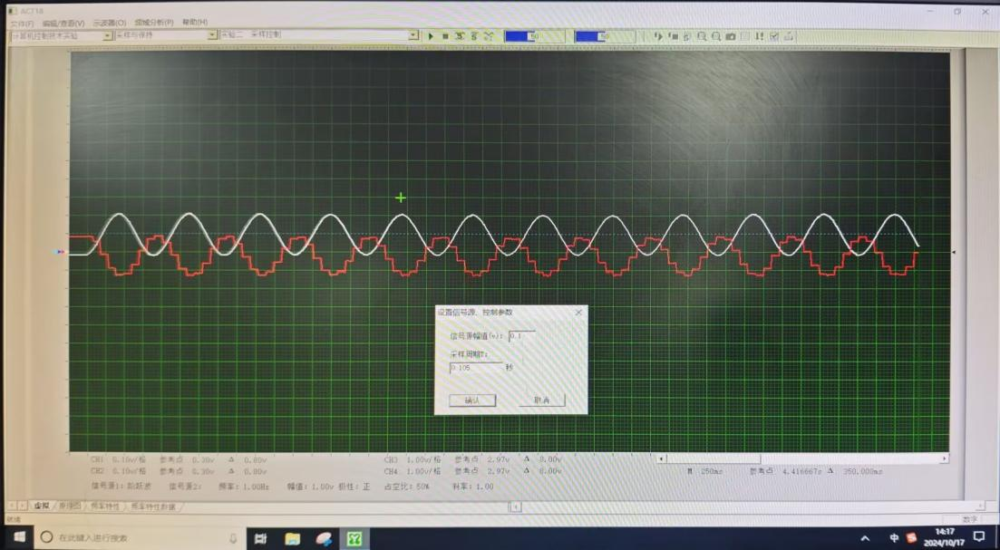 ACT18
文件(F) 编辑/查看(V) 示波器(O) 频域分析(P) 帮助(H)
计算机控制技术实验 采样与保持 实验二 采样控制 50 50
设置信号源、控制参数
信号源幅值(v): 0.1
采样周期T:
0.105 秒
确认 取消
CH1 0.10v/格 参考点 0.30v Δ 0.80v CH3 1.00v/格 参考点 2.97v Δ 8.00v
CH2 0.10v/格 参考点 0.30v Δ 0.80v CH4 1.00v/格 参考点 2.97v Δ 8.00v M 250ms 参考点 4.416667s Δ 350.000ms
信号源1: 阶跃波 信号源2: 频率: 1.00Hz 幅值: 1.00v 极性: 正 占空比: 50% 斜率: 1.00
虚拟 原理图 频率特性 频率特性数据
就绪 数字
在此键入进行搜索 中 14:17
2024/10/17